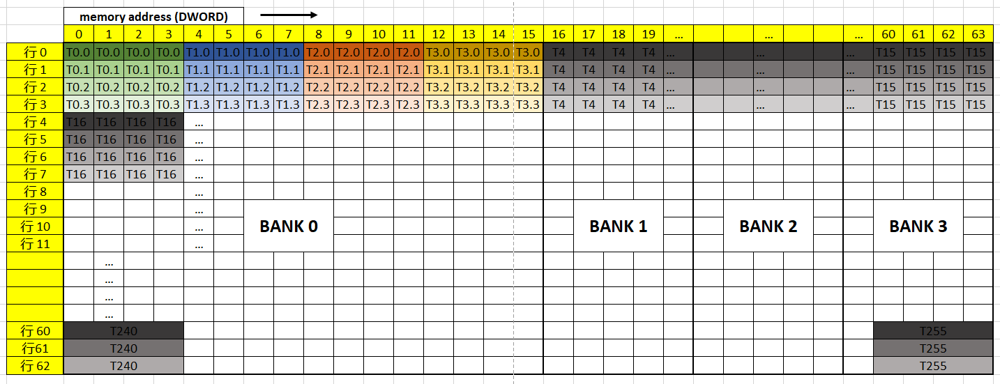 memory address (DWORD)
0 1 2 3 4 5 6 7 8 9 10 11 12 13 14 15 16 17 18 19 ... ... ... 60 61 62 63
行 0 T0.0 T0.0 T0.0 T0.0 T1.0 T1.0 T1.0 T1.0 T2.0 T2.0 T2.0 T2.0 T3.0 T3.0 T3.0 T3.0 T4 T4 T4 T4 ... ... ... T15 T15 T15 T15
行 1 T0.1 T0.1 T0.1 T0.1 T1.1 T1.1 T1.1 T1.1 T2.1 T2.1 T2.1 T2.1 T3.1 T3.1 T3.1 T3.1 T4 T4 T4 T4 ... ... ... T15 T15 T15 T15
行 2 T0.2 T0.2 T0.2 T0.2 T1.2 T1.2 T1.2 T1.2 T2.2 T2.2 T2.2 T2.2 T3.2 T3.2 T3.2 T3.2 T4 T4 T4 T4 ... ... ... T15 T15 T15 T15
行 3 T0.3 T0.3 T0.3 T0.3 T1.3 T1.3 T1.3 T1.3 T2.3 T2.3 T2.3 T2.3 T3.3 T3.3 T3.3 T3.3 T4 T4 T4 T4 ... ... ... T15 T15 T15 T15
行 4 T16 T16 T16 T16 ...
行 5 T16 T16 T16 T16 ...
行 6 T16 T16 T16 T16 ...
行 7 T16 T16 T16 T16 ...
行 8 ...
行 9 ...
行 10 ... BANK 0 BANK 1 BANK 2 BANK 3
行 11 ...
...
...
...
...
行 60 T240 T255
行61 T240 T255
行 62 T240 T255